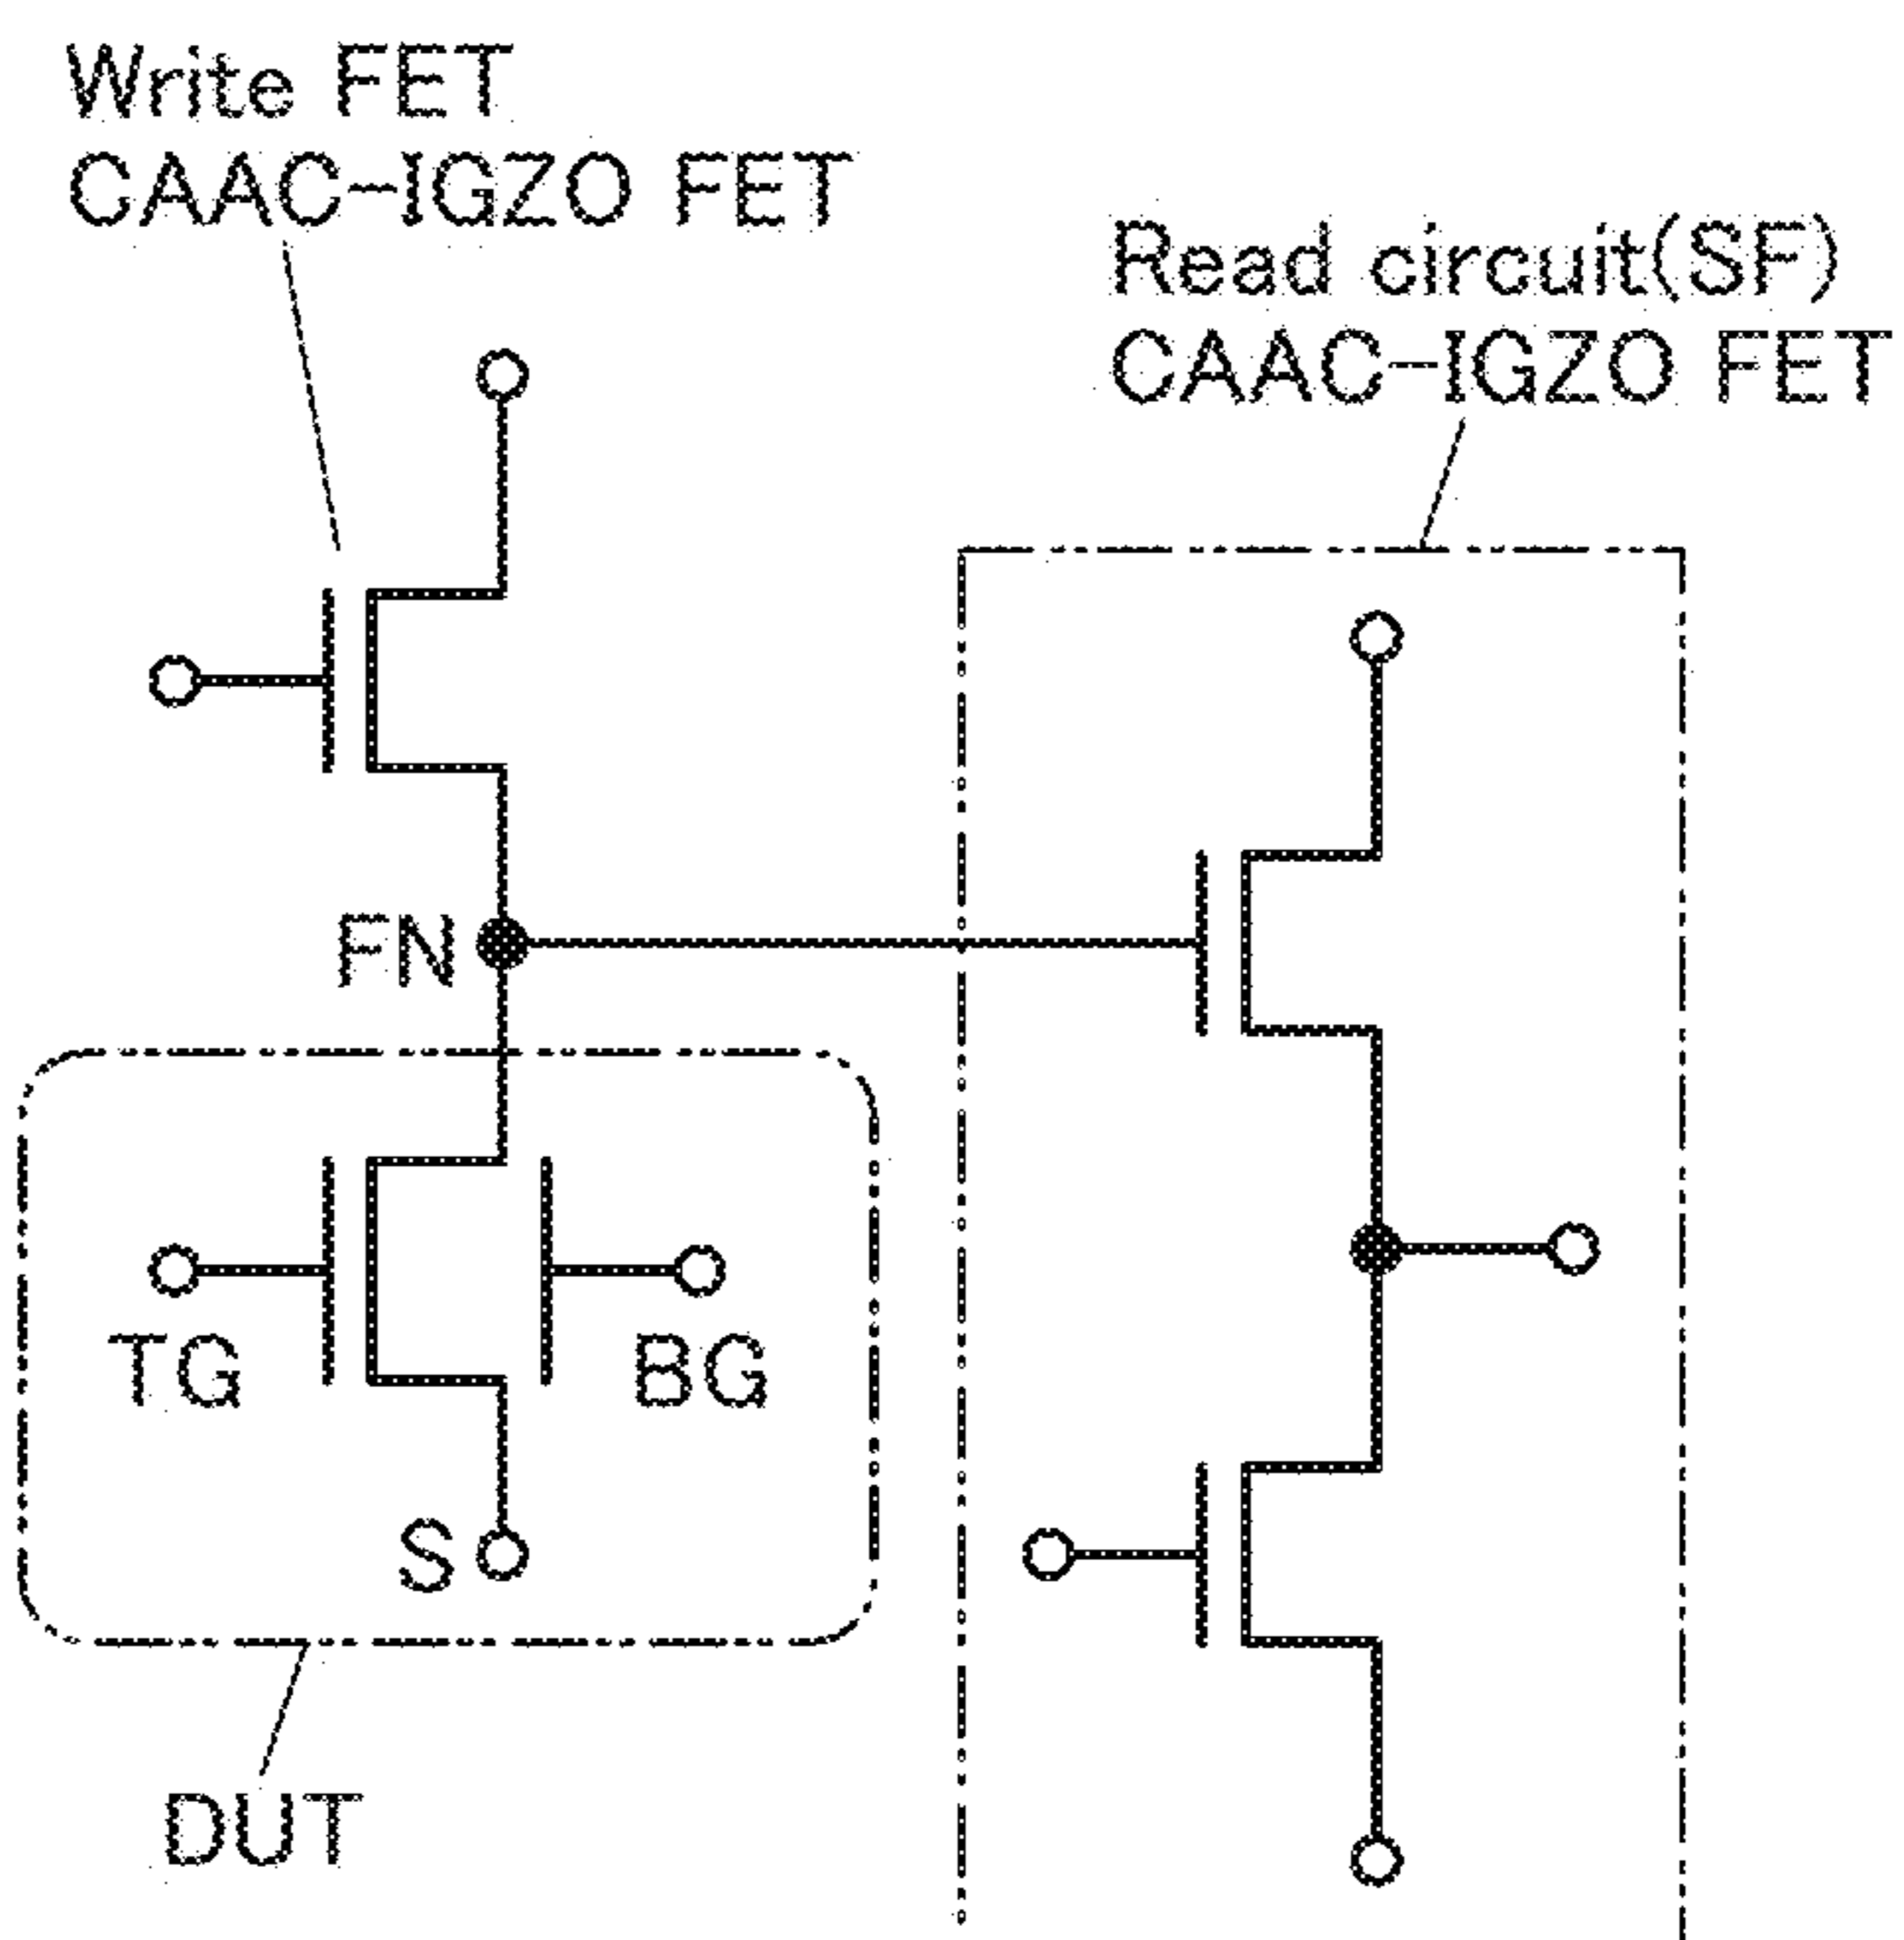 Write FET
CAAC-IGZO FET
Read circuit(SF)
CAAC-IGZO FET
FN
TG
BG
S
DUT